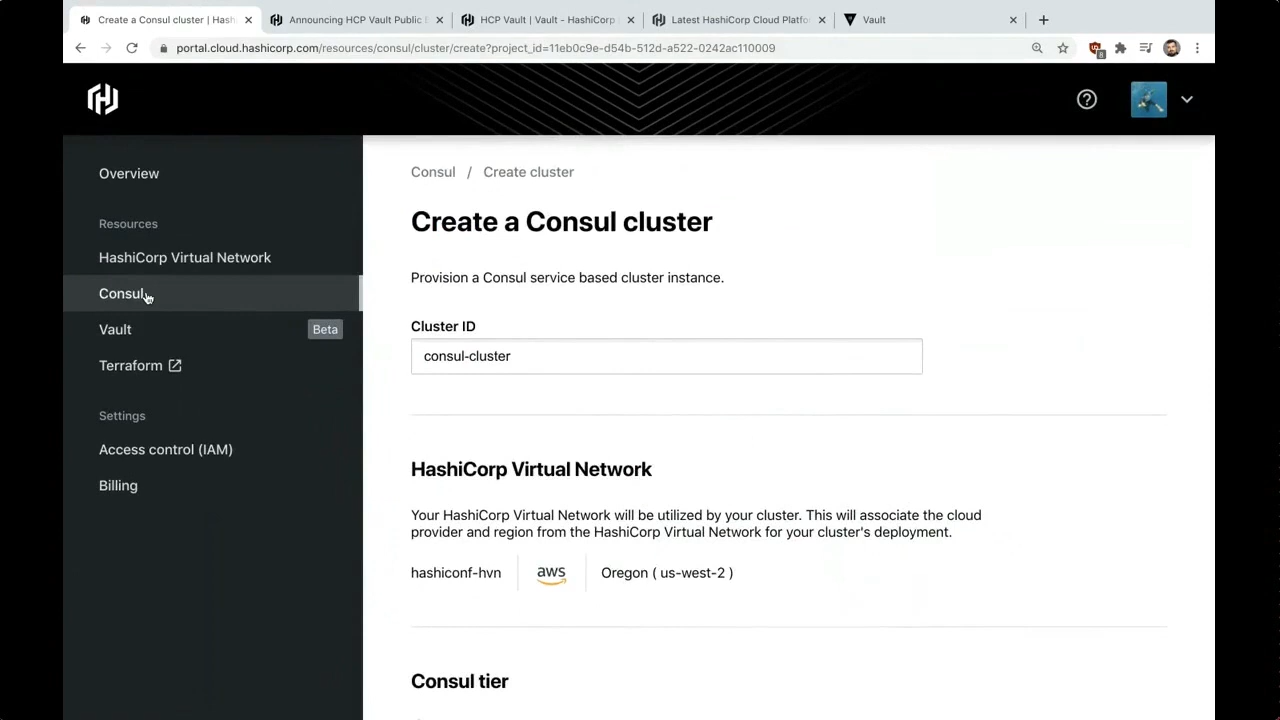 Create a Consul cluster | Hash
Announcing HCP Vault Public
HCP Vault | Vault - HashiCorp
Latest HashiCorp Cloud Platfo
Vault
portal.cloud.hashicorp.com/resources/consul/cluster/create?project_id=11eb0c9e-d54b-512d-a522-0242ac110009
8
Overview
Resources
HashiCorp Virtual Network
Consul
Vault
Beta
Terraform
Settings
Access control (IAM)
Billing
Consul / Create cluster
Create a Consul cluster
Provision a Consul service based cluster instance.
Cluster ID
consul-cluster
HashiCorp Virtual Network
Your HashiCorp Virtual Network will be utilized by your cluster. This will associate the cloud
provider and region from the HashiCorp Virtual Network for your cluster's deployment.
hashiconf-hvn
aws
Oregon ( us-west-2 )
Consul tier